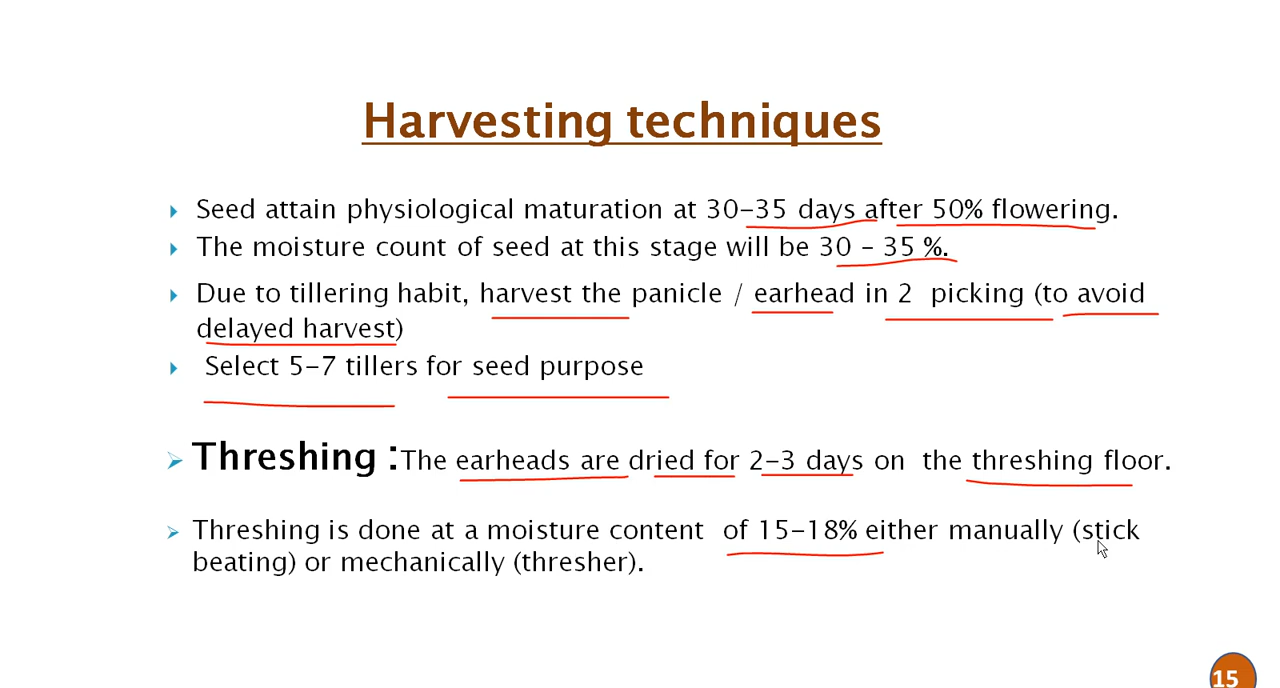 Harvesting techniques
Seed attain physiological maturation at 30-35 days after 50% flowering.
The moisture count of seed at this stage will be 30 - 35 %.
Due to tillering habit, harvest the panicle / earhead in 2 picking (to avoid
delayed harvest)
Select 5-7 tillers for seed purpose
Threshing : The earheads are dried for 2-3 days on the threshing floor.
Threshing is done at a moisture content of 15-18% either manually (stick
beating) or mechanically (thresher).
15